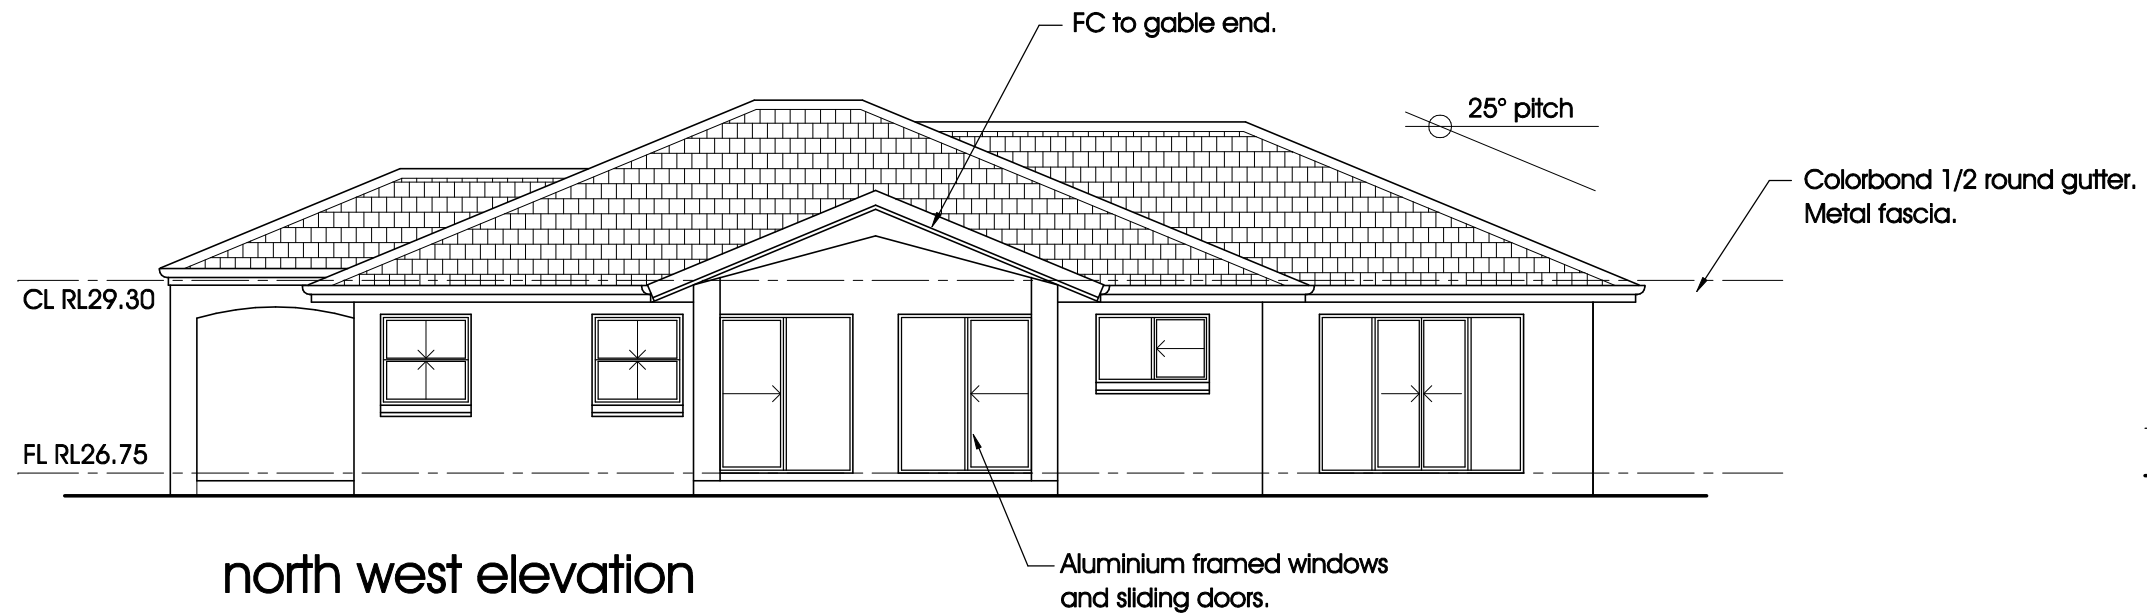 FC to gable end.
25° pitch
Colorbond 1/2 round gutter.
Metal fascia.
CL RL29.30
FL RL26.75
Aluminium framed windows
and sliding doors.
north west elevation